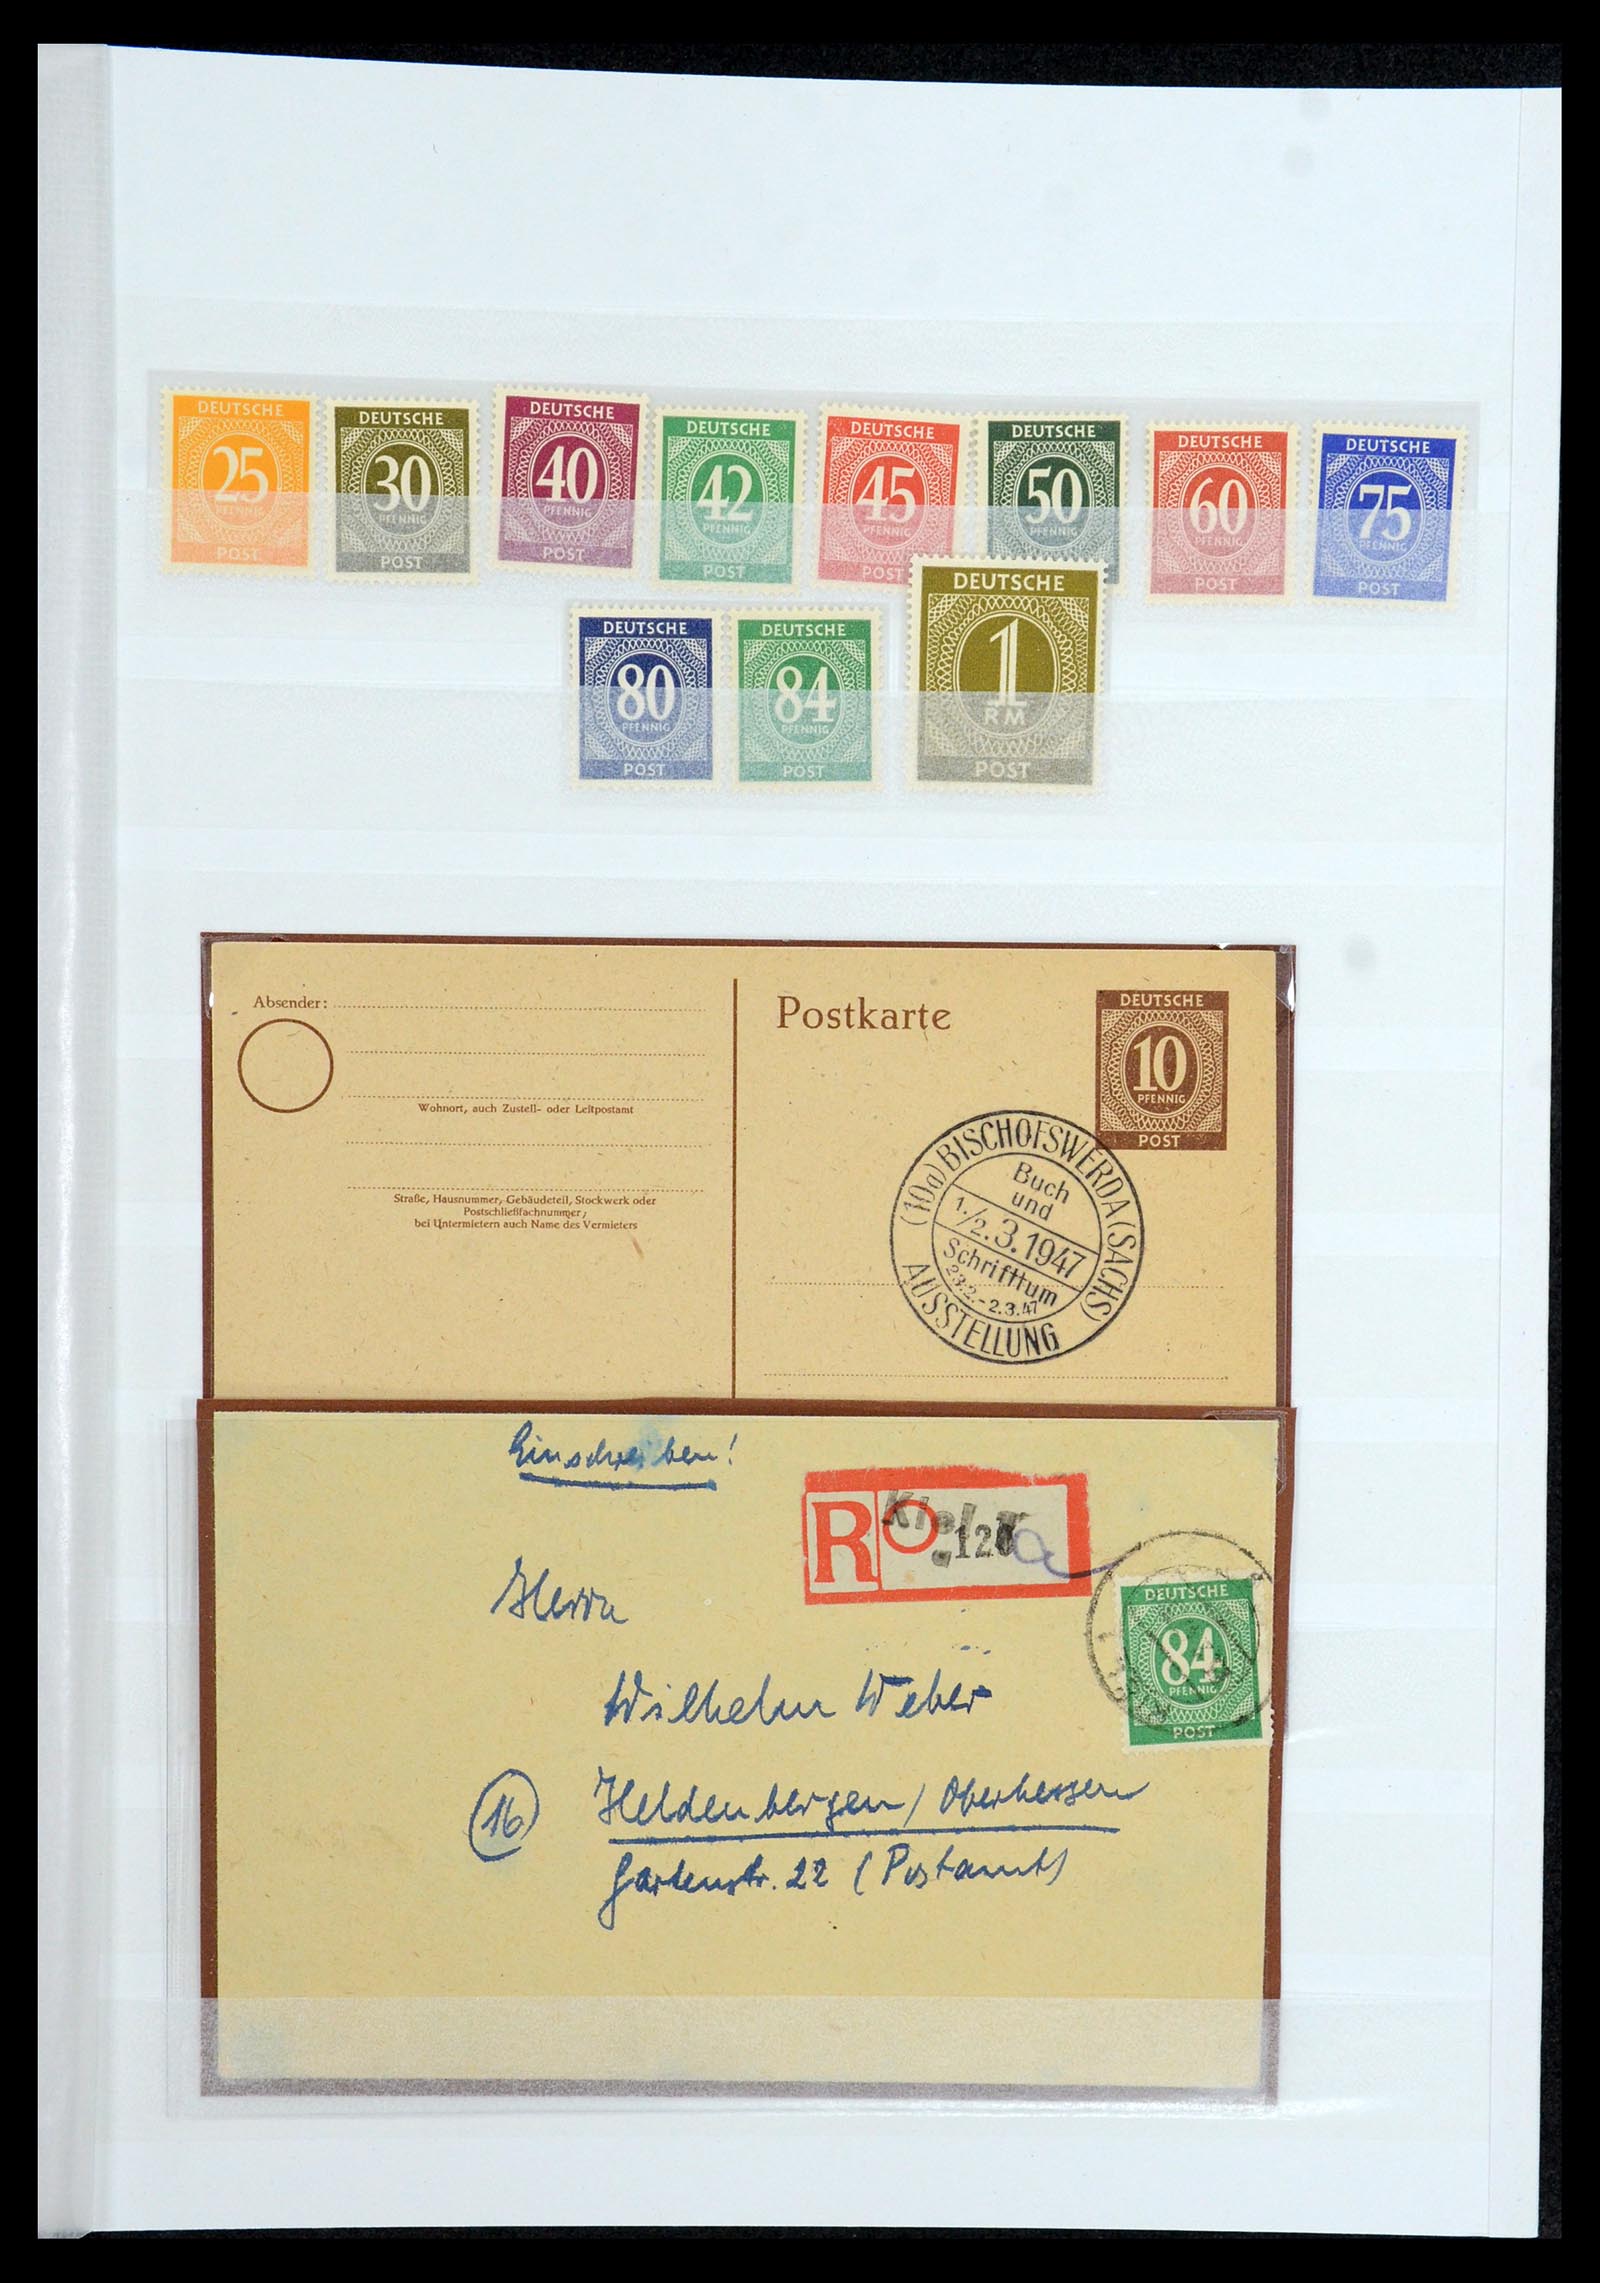 DEUTSCHE
25
PFENNIG
POST
DEUTSCHE
30
PFENNIG
POST
DEUTSCHE
40
PFENNIG
POST
DEUTSCHE
42
PFENNIG
POST
DEUTSCHE
45
PFENNIG
POST
DEUTSCHE
50
PFENNIG
DEUTSCHE
60
PFENNIG
POST
DEUTSCHE
75
PFENNIG
POST
DEUTSCHE
80
PFENNIG
POST
DEUTSCHE
84
PFENNIG
POST
DEUTSCHE
1
RM
POST
Absender:
Wohnort, auch Zustell- oder Leitpostamt
Straße, Hausnummer, Gebäudeteil, Stockwerk oder
Postschließfachnummer;
bei Untermietern auch Name des Vermieters
Postkarte
DEUTSCHE
10
PFENNIG
POST
(10a) BISCHOFSWERDA (SACHS)
Buch
und
1./2.3.1947
Schrifttum
23.2.-2.3.47
AUSSTELLUNG
Einschreiben!
R
Kiel
DEUTSCHE
84
PFENNIG
POST
Herrn
Wilhelm Weber
16
Heldenbergen/Oberhessen
Gartenstr. 22 (Postamt)